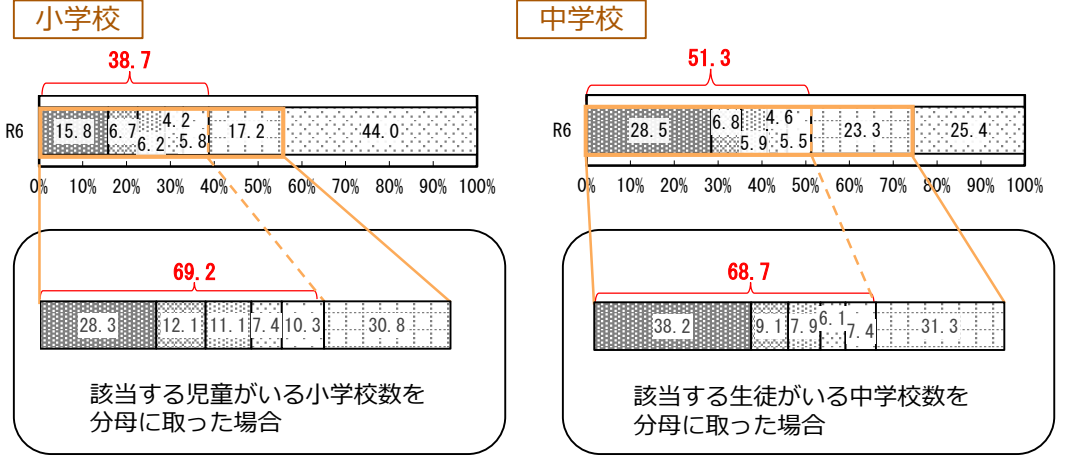 小学校
38.7
R6
15.8 6.7 6.2 4.2 5.8 17.2 44.0
0% 10% 20% 30% 40% 50% 60% 70% 80% 90% 100%
69.2
28.3 12.1 11.1 7.4 10.3 30.8
該当する児童がいる小学校数を
分母に取った場合
中学校
51.3
R6
28.5 6.8 5.9 4.6 5.5 23.3 25.4
0% 10% 20% 30% 40% 50% 60% 70% 80% 90% 100%
68.7
38.2 9.1 7.9 6.1 7.4 31.3
該当する生徒がいる中学校数を
分母に取った場合